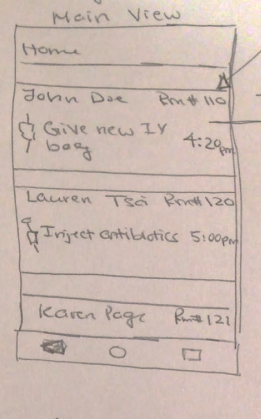 Main View
Home
John Doe Rm# 110
Give new IV
bag 4:20pm
Lauren Tsai Rm#120
Inject antibiotics 5:00pm
Karen Page Rm#121